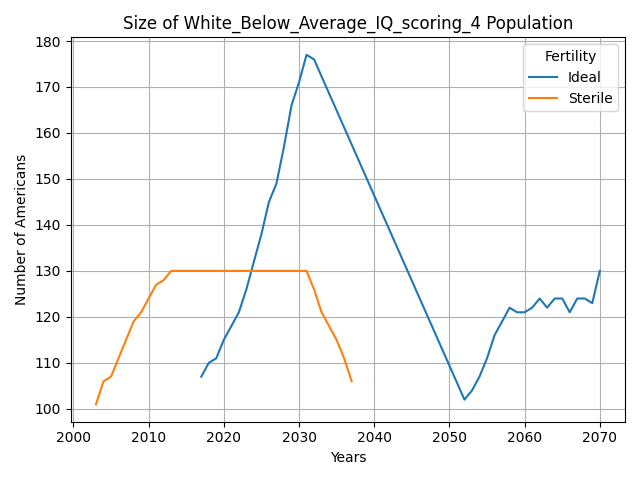 Size of White_Below_Average_IQ_scoring_4 Population
Fertility
Ideal
Sterile
Number of Americans
180
170
160
150
140
130
120
110
100
2000 2010 2020 2030 2040 2050 2060 2070
Years